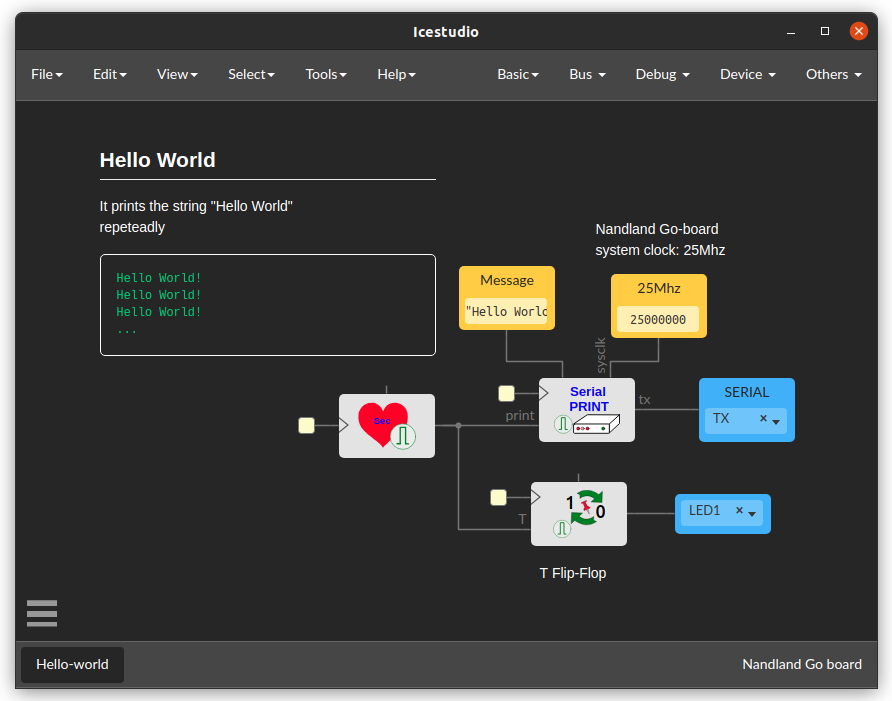 Icestudio
File Edit View Select Tools Help Basic Bus Debug Device Others
Hello World
It prints the string "Hello World"
repeteadly
Hello World!
Hello World!
Hello World!
...
Nandland Go-board
system clock: 25Mhz
Message
"Hello World
25Mhz
25000000
sysclk
Sec
print
Serial
PRINT
tx
SERIAL
TX
T
1
0
LED1
T Flip-Flop
Hello-world
Nandland Go board